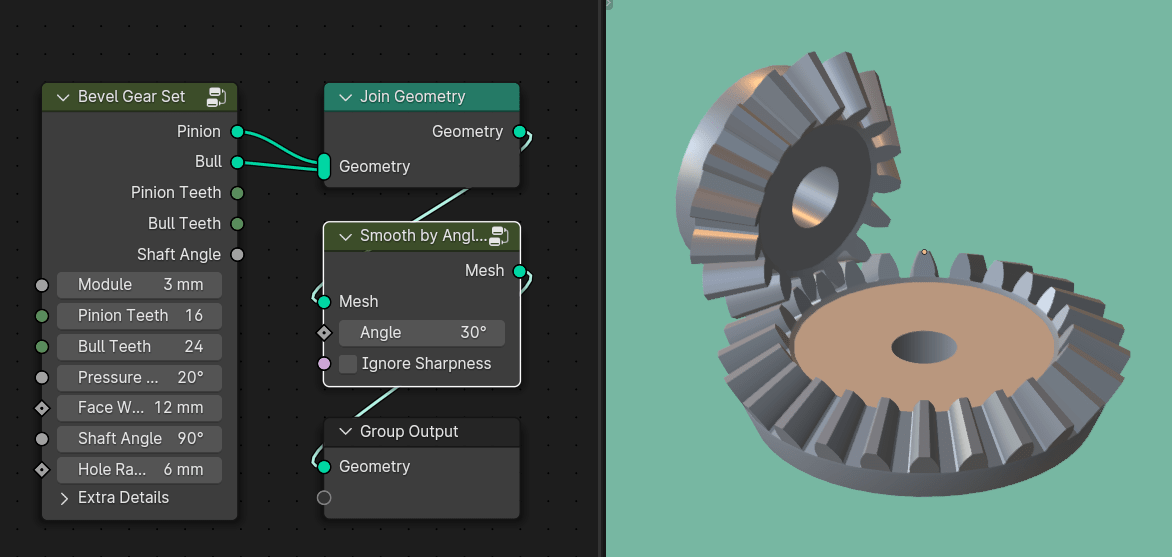 Bevel Gear Set
Pinion
Bull
Pinion Teeth
Bull Teeth
Shaft Angle
Module 3 mm
Pinion Teeth 16
Bull Teeth 24
Pressure ... 20°
Face W... 12 mm
Shaft Angle 90°
Hole Ra... 6 mm
Extra Details
Join Geometry
Geometry
Geometry
Smooth by Angl...
Mesh
Mesh
Angle 30°
Ignore Sharpness
Group Output
Geometry